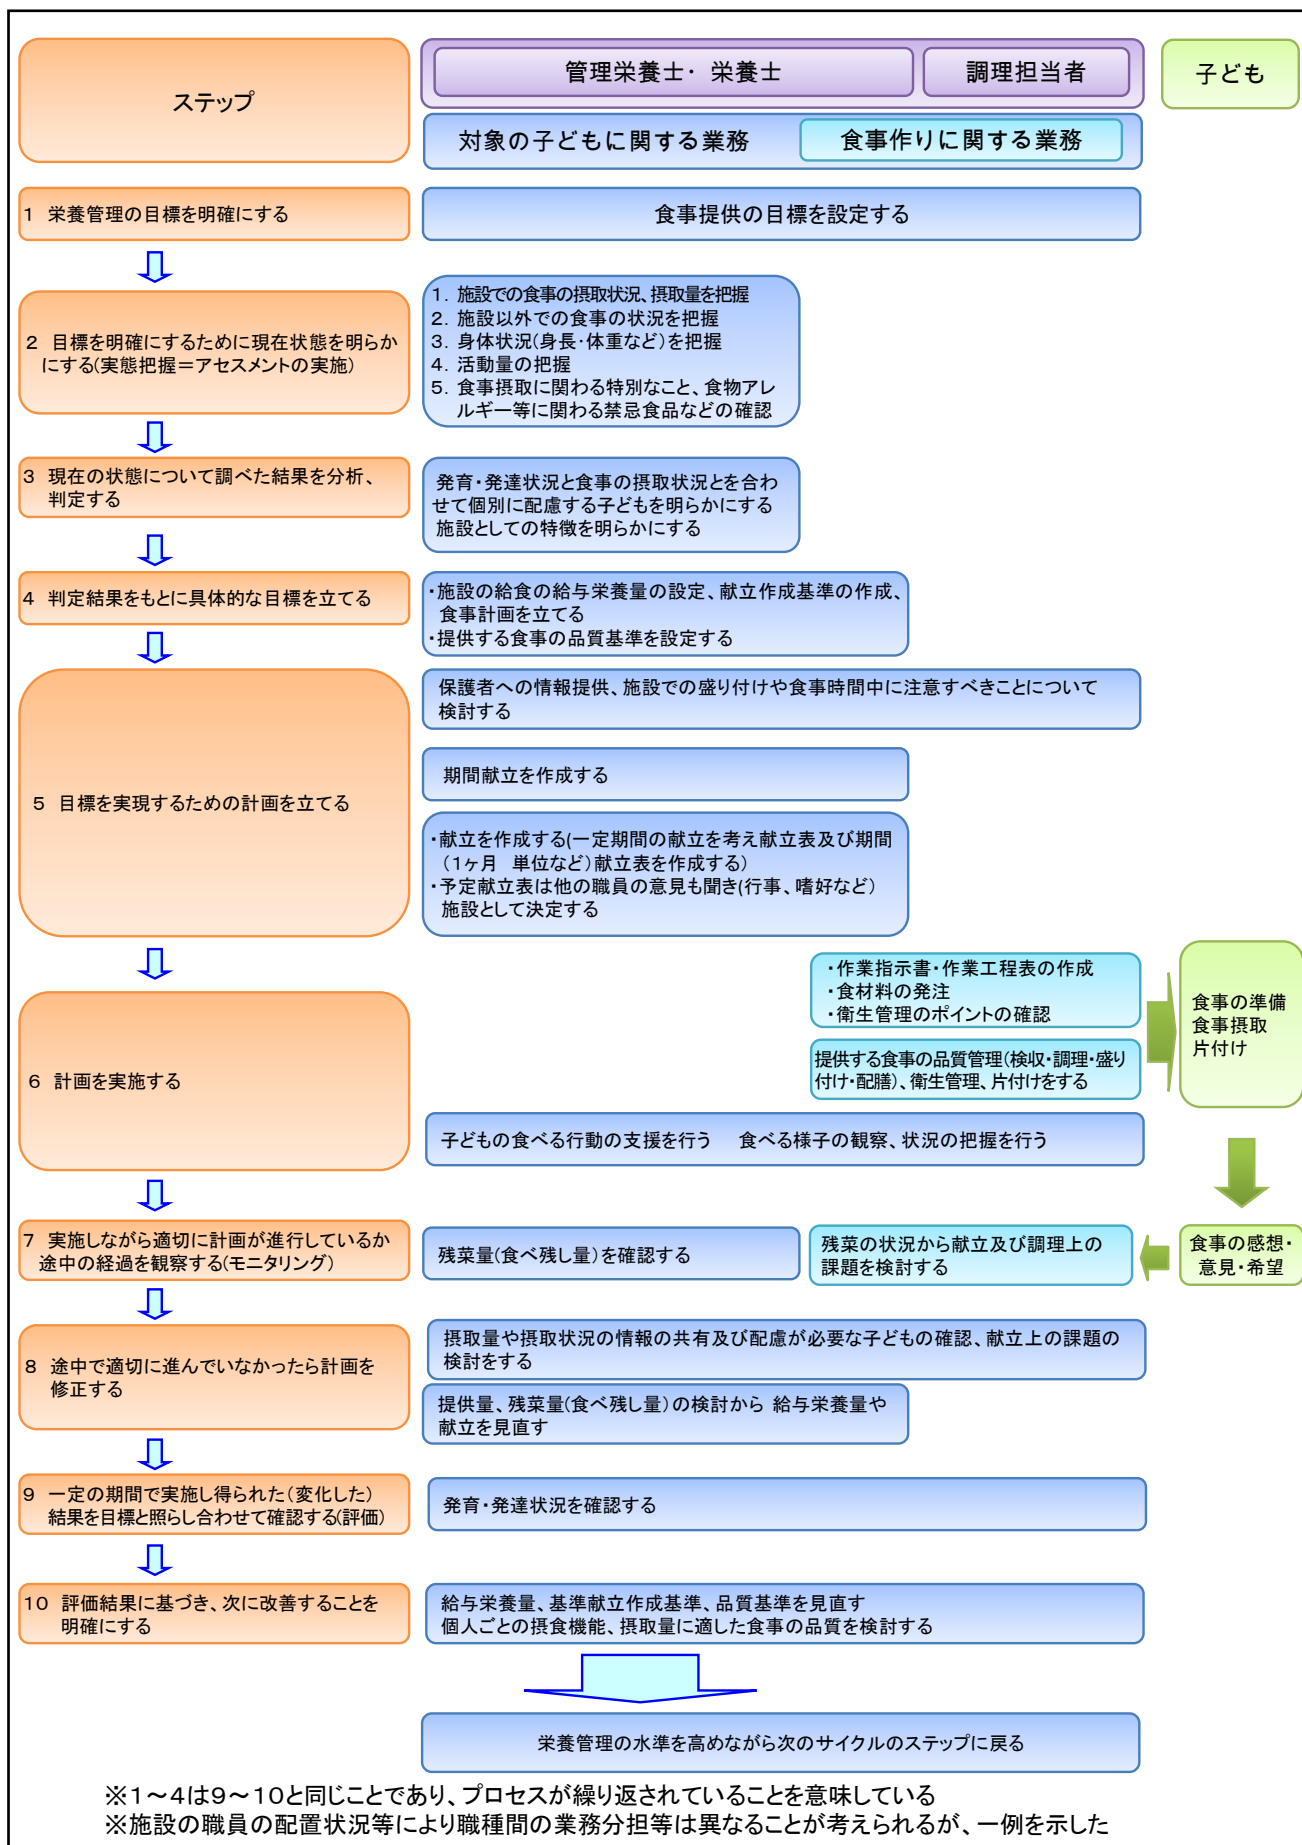 ステップ
管理栄養士・ 栄養士
調理担当者
子ども
対象の子どもに関する業務
食事作りに関する業務
1 栄養管理の目標を明確にする
食事提供の目標を設定する
2 目標を明確にするために現在状態を明らか
にする(実態把握=アセスメントの実施)
1. 施設での食事の摂取状況、摂取量を把握
2. 施設以外での食事の状況を把握
3. 身体状況(身長・体重など)を把握
4. 活動量の把握
5. 食事摂取に関わる特別なこと、食物アレ
ルギー等に関わる禁忌食品などの確認
3 現在の状態について調べた結果を分析、
判定する
発育・発達状況と食事の摂取状況とを合わ
せて個別に配慮する子どもを明らかにする
施設としての特徴を明らかにする
4 判定結果をもとに具体的な目標を立てる
・施設の給食の給与栄養量の設定、献立作成基準の作成、
食事計画を立てる
・提供する食事の品質基準を設定する
5 目標を実現するための計画を立てる
保護者への情報提供、施設での盛り付けや食事時間中に注意すべきことについて
検討する
期間献立を作成する
・献立を作成する(一定期間の献立を考え献立表及び期間
(1ヶ月 単位など)献立表を作成する)
・予定献立表は他の職員の意見も聞き(行事、嗜好など)
施設として決定する
6 計画を実施する
・作業指示書・作業工程表の作成
・食材料の発注
・衛生管理のポイントの確認
提供する食事の品質管理(検収・調理・盛り
付け・配膳)、衛生管理、片付けをする
食事の準備
食事摂取
片付け
子どもの食べる行動の支援を行う 食べる様子の観察、状況の把握を行う
7 実施しながら適切に計画が進行しているか
途中の経過を観察する(モニタリング)
残菜量(食べ残し量)を確認する
残菜の状況から献立及び調理上の
課題を検討する
食事の感想・
意見・希望
8 途中で適切に進んでいなかったら計画を
修正する
摂取量や摂取状況の情報の共有及び配慮が必要な子どもの確認、献立上の課題の
検討をする
提供量、残菜量(食べ残し量)の検討から 給与栄養量や
献立を見直す
9 一定の期間で実施し得られた(変化した)
結果を目標と照らし合わせて確認する(評価)
発育・発達状況を確認する
10 評価結果に基づき、次に改善することを
明確にする
給与栄養量、基準献立作成基準、品質基準を見直す
個人ごとの摂食機能、摂取量に適した食事の品質を検討する
栄養管理の水準を高めながら次のサイクルのステップに戻る
※1~4は9~10と同じことであり、プロセスが繰り返されていることを意味している
※施設の職員の配置状況等により職種間の業務分担等は異なることが考えられるが、一例を示した